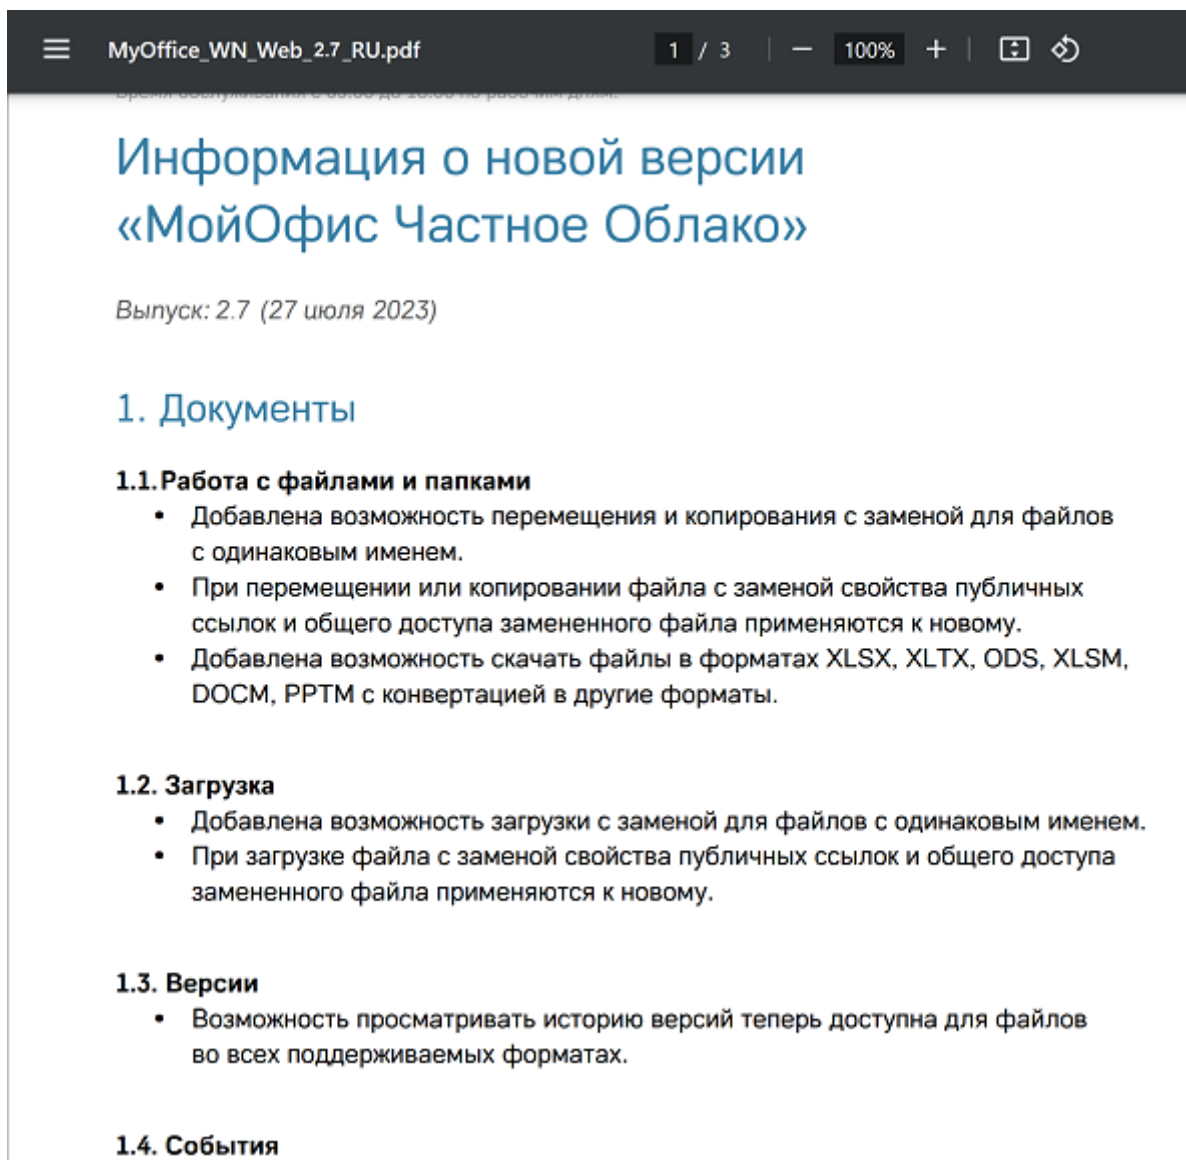 MyOffice_WN_Web_2.7_RU.pdf 1 / 3 100%
Информация о новой версии
«МойОфис Частное Облако»
Выпуск: 2.7 (27 июля 2023)
1. Документы
1.1. Работа с файлами и папками
• Добавлена возможность перемещения и копирования с заменой для файлов
с одинаковым именем.
• При перемещении или копировании файла с заменой свойства публичных
ссылок и общего доступа замененного файла применяются к новому.
• Добавлена возможность скачать файлы в форматах XLSX, XLTX, ODS, XLSM,
DOCM, PPTM с конвертацией в другие форматы.
1.2. Загрузка
• Добавлена возможность загрузки с заменой для файлов с одинаковым именем.
• При загрузке файла с заменой свойства публичных ссылок и общего доступа
замененного файла применяются к новому.
1.3. Версии
• Возможность просматривать историю версий теперь доступна для файлов
во всех поддерживаемых форматах.
1.4. События